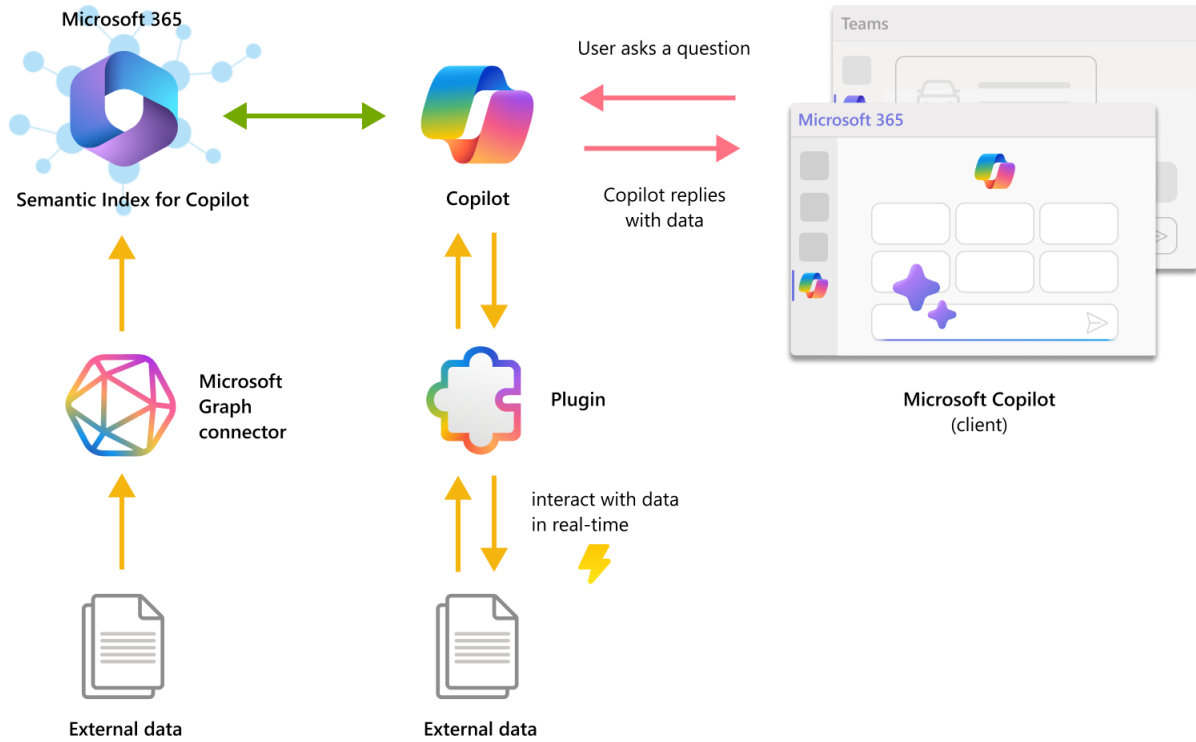 Microsoft 365
Semantic Index for Copilot
Copilot
User asks a question
Copilot replies
with data
Teams
Microsoft 365
Microsoft Copilot
(client)
Microsoft
Graph
connector
Plugin
interact with data
in real-time
External data
External data